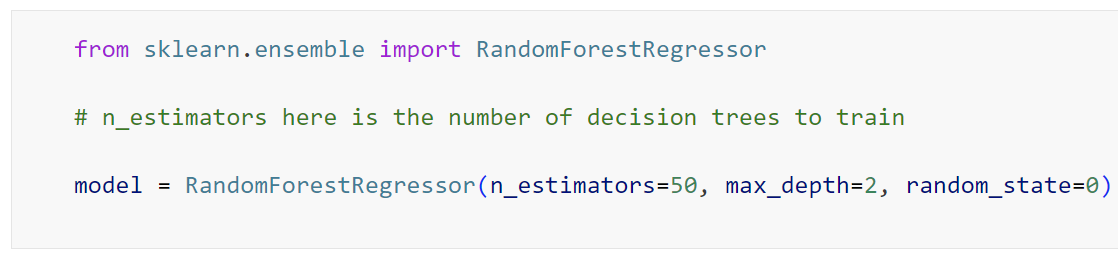 from sklearn.ensemble import RandomForestRegressor
# n_estimators here is the number of decision trees to train
model = RandomForestRegressor(n_estimators=50, max_depth=2, random_state=0)